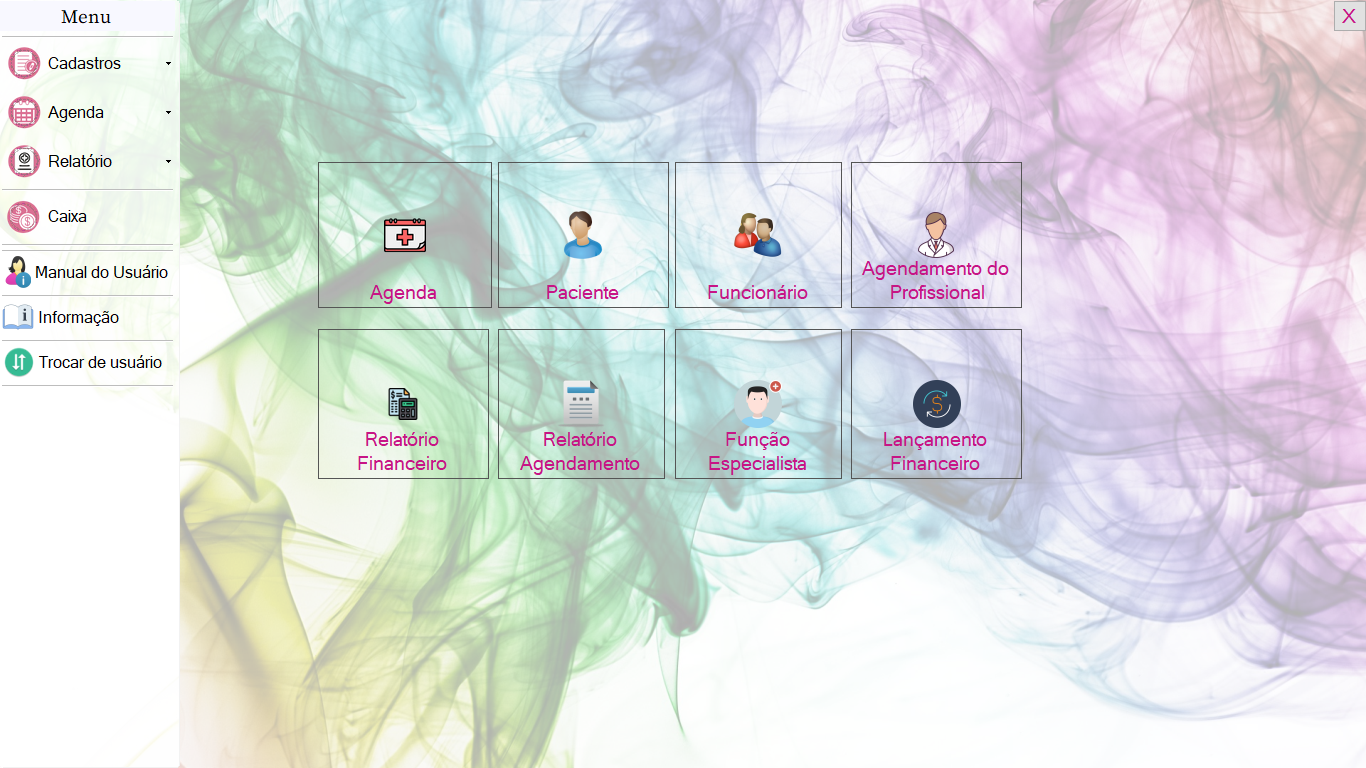 Menu
X
Cadastros
Agenda
Relatório
Caixa
Manual do Usuário
Informação
Trocar de usuário
Agenda
Paciente
Funcionário
Agendamento do
Profissional
Relatório
Financeiro
Relatório
Agendamento
Função
Especialista
Lançamento
Financeiro